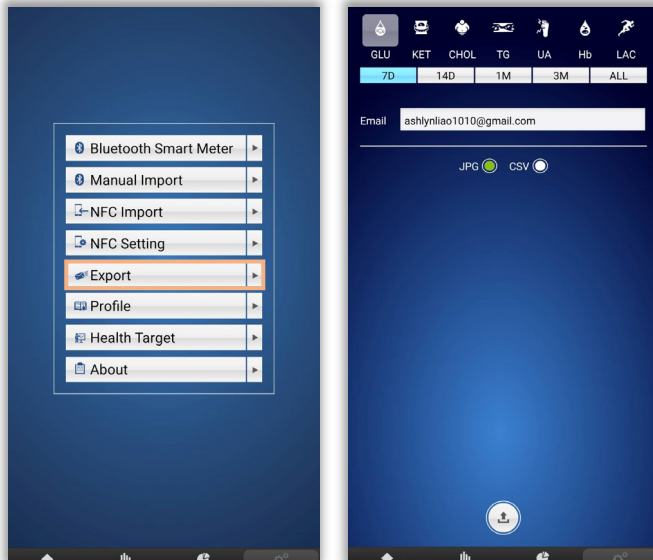 Bluetooth Smart Meter
Manual Import
NFC Import
NFC Setting
Export
Profile
Health Target
About
GLU KET CHOL TG UA Hb LAC
7D 14D 1M 3M ALL
Email ashlynliao1010@gmail.com
JPG CSV